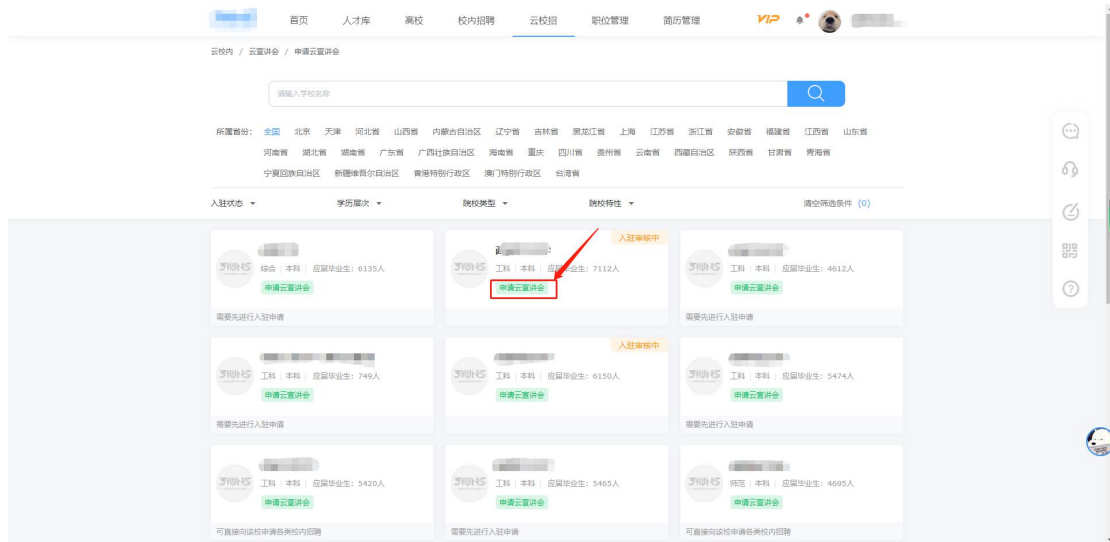 首页 人才库 高校 校内招聘 云校招 职位管理 简历管理 VIP
云校内 / 云宣讲会 / 申请云宣讲会
请输入学校名称
所属省份： 全国 北京 天津 河北省 山西省 内蒙古自治区 辽宁省 吉林省 黑龙江省 上海 江苏省 浙江省 安徽省 福建省 江西省 山东省
河南省 湖北省 湖南省 广东省 广西壮族自治区 海南省 重庆 四川省 贵州省 云南省 西藏自治区 陕西省 甘肃省 青海省
宁夏回族自治区 新疆维吾尔自治区 香港特别行政区 澳门特别行政区 台湾省
入驻状态 学历层次 院校类型 院校特性 清空筛选条件 (0)
入驻审核中
综合 本科 应届毕业生：6135人 工科 本科 应届毕业生：7112人 工科 本科 应届毕业生：4612人
申请云宣讲会 申请云宣讲会 申请云宣讲会
需要先进行入驻申请 需要先进行入驻申请
入驻审核中
工科 本科 应届毕业生：749人 工科 本科 应届毕业生：6150人 工科 本科 应届毕业生：5474人
申请云宣讲会 申请云宣讲会 申请云宣讲会
需要先进行入驻申请 需要先进行入驻申请
工科 本科 应届毕业生：5420人 工科 本科 应届毕业生：5465人 师范 本科 应届毕业生：4695人
申请云宣讲会 申请云宣讲会 申请云宣讲会
可直接向该校申请各类校内招聘 需要先进行入驻申请 可直接向该校申请各类校内招聘